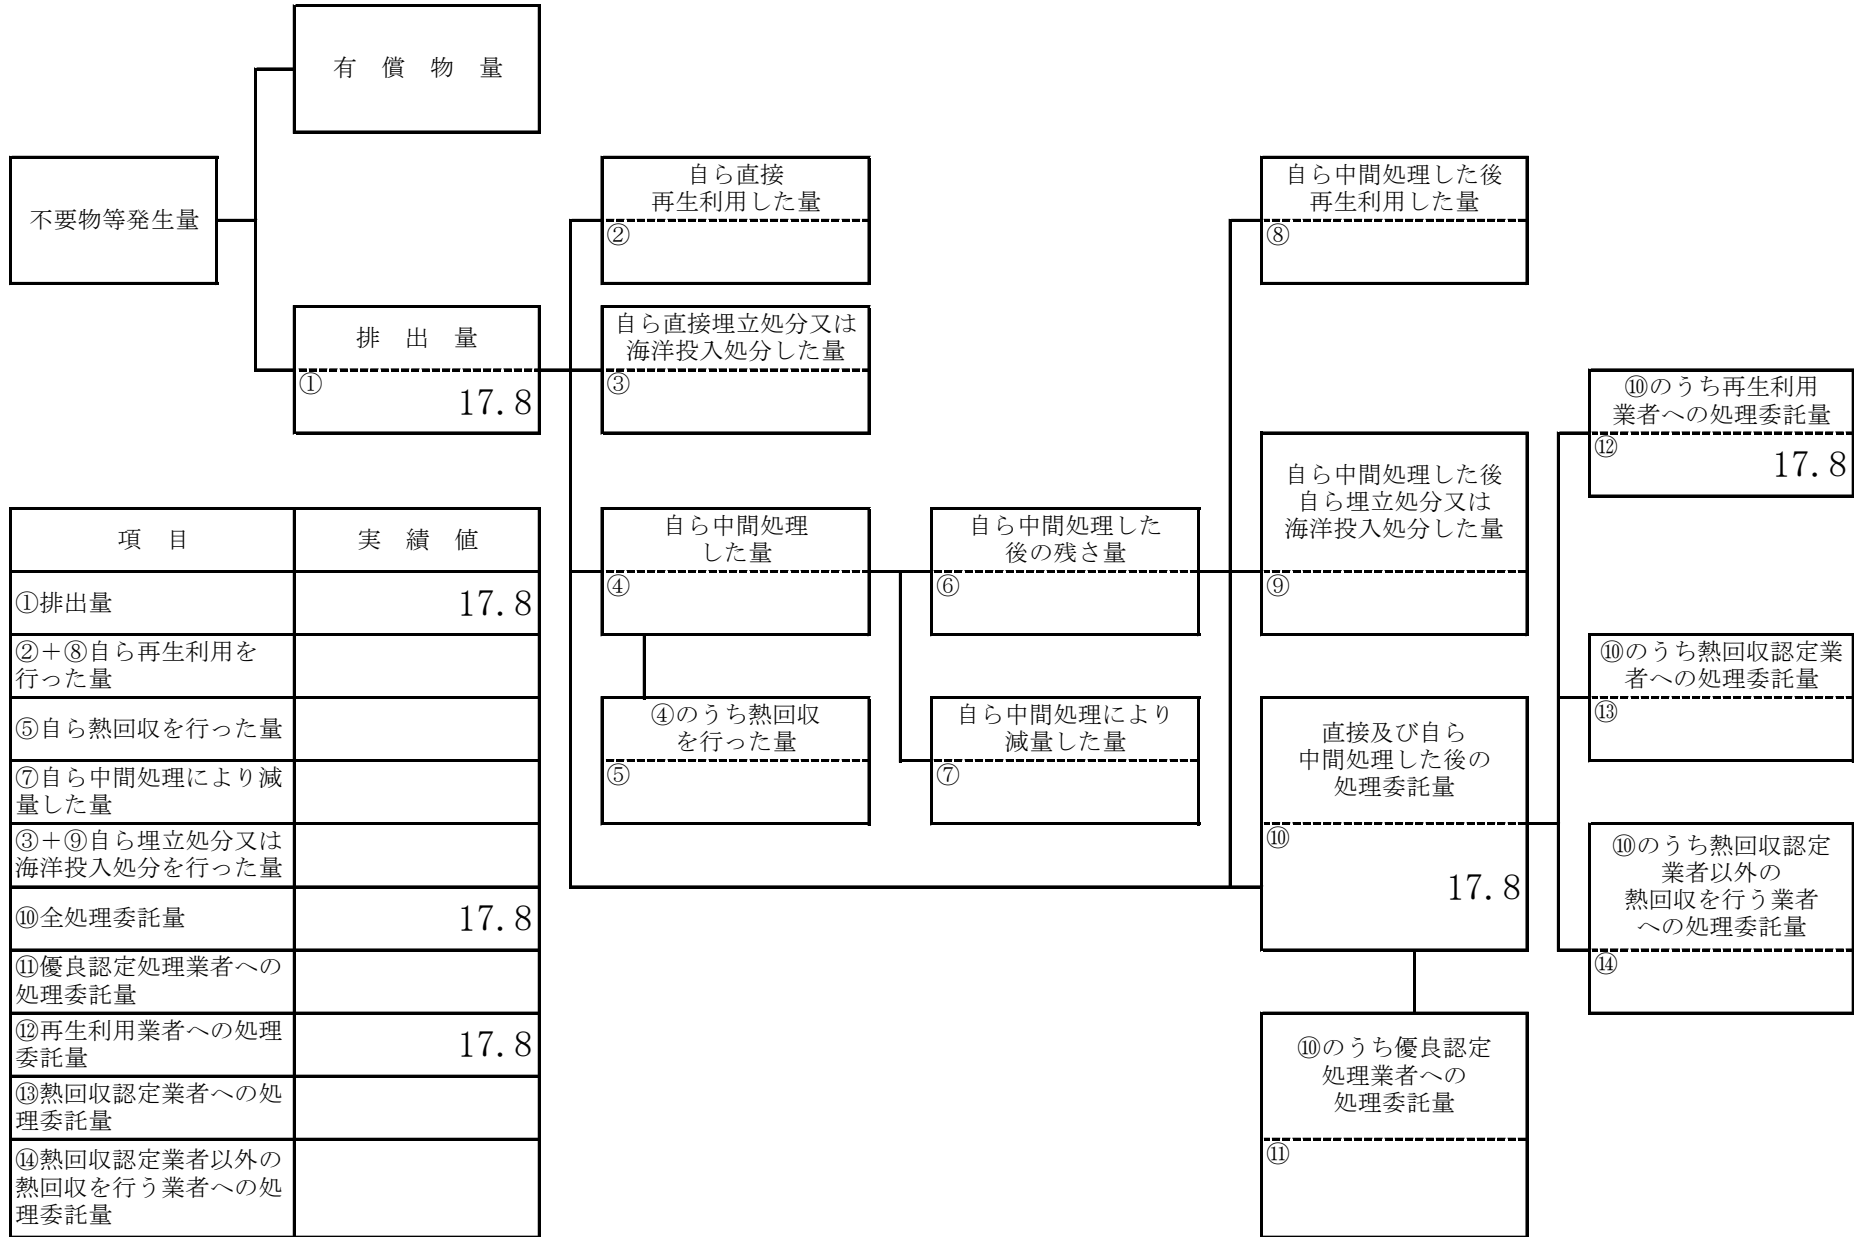 有　償　物　量
不要物等発生量
排　出　量
①
17.8
自ら直接
再生利用した量
②
自ら直接埋立処分又は
海洋投入処分した量
③
自ら中間処理
した量
④
④のうち熱回収
を行った量
⑤
自ら中間処理した
後の残さ量
⑥
自ら中間処理により
減量した量
⑦
自ら中間処理した後
再生利用した量
⑧
自ら中間処理した後
自ら埋立処分又は
海洋投入処分した量
⑨
直接及び自ら
中間処理した後の
処理委託量
⑩
17.8
⑩のうち優良認定
処理業者への
処理委託量
⑪
⑩のうち再生利用
業者への処理委託量
⑫
17.8
⑩のうち熱回収認定業
者への処理委託量
⑬
⑩のうち熱回収認定
業者以外の
熱回収を行う業者
への処理委託量
⑭
項　目
実　績　値
①排出量
17.8
②＋⑧自ら再生利用を
行った量
⑤自ら熱回収を行った量
⑦自ら中間処理により減
量した量
③＋⑨自ら埋立処分又は
海洋投入処分を行った量
⑩全処理委託量
17.8
⑪優良認定処理業者への
処理委託量
⑫再生利用業者への処理
委託量
17.8
⑬熱回収認定業者への処
理委託量
⑭熱回収認定業者以外の
熱回収を行う業者への処
理委託量